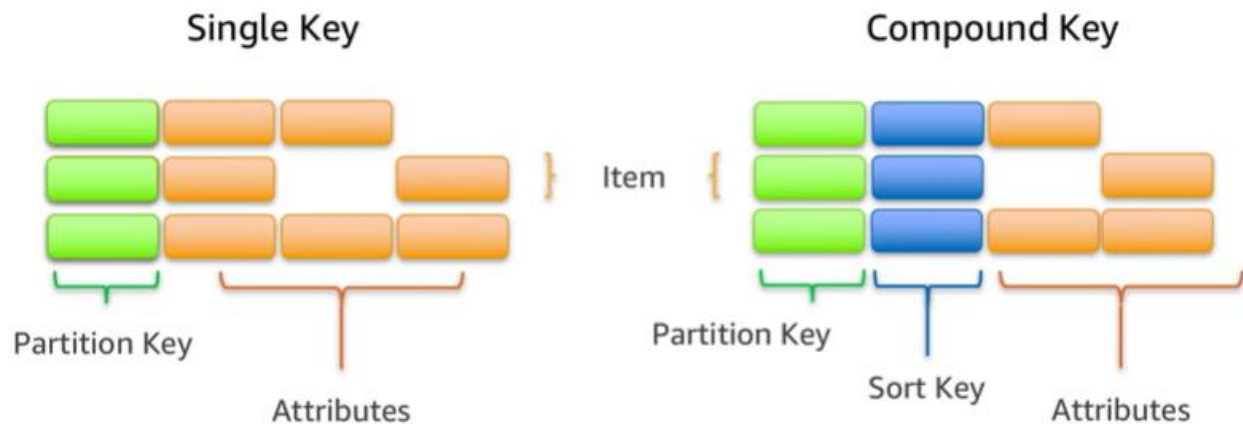 Single Key
Compound Key
Item
Partition Key
Attributes
Partition Key
Sort Key
Attributes